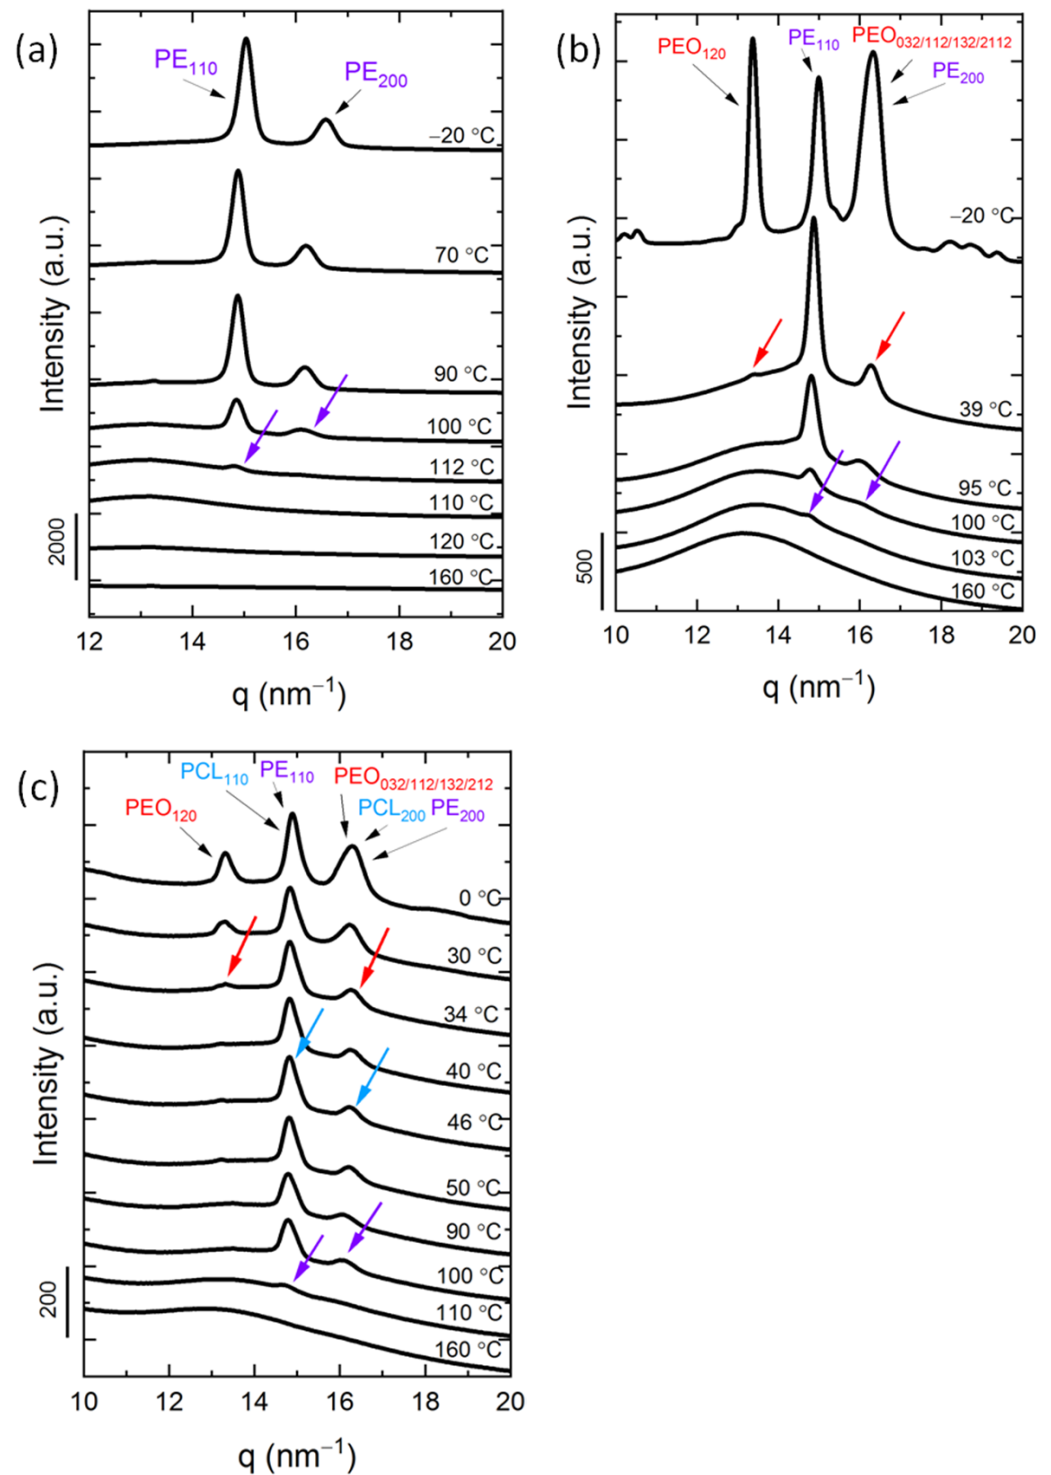 (a)
PE110
PE200
−20 °C
70 °C
90 °C
100 °C
112 °C
110 °C
120 °C
160 °C
2000
Intensity (a.u.)
12 14 16 18 20
q (nm−1)
(b)
PEO120
PE110
PEO032/112/132/2112
PE200
−20 °C
39 °C
95 °C
100 °C
103 °C
160 °C
500
Intensity (a.u.)
10 12 14 16 18 20
q (nm−1)
(c)
PCL110
PE110
PEO032/112/132/212
PEO120
PCL200
PE200
0 °C
30 °C
34 °C
40 °C
46 °C
50 °C
90 °C
100 °C
110 °C
160 °C
200
Intensity (a.u.)
10 12 14 16 18 20
q (nm−1)